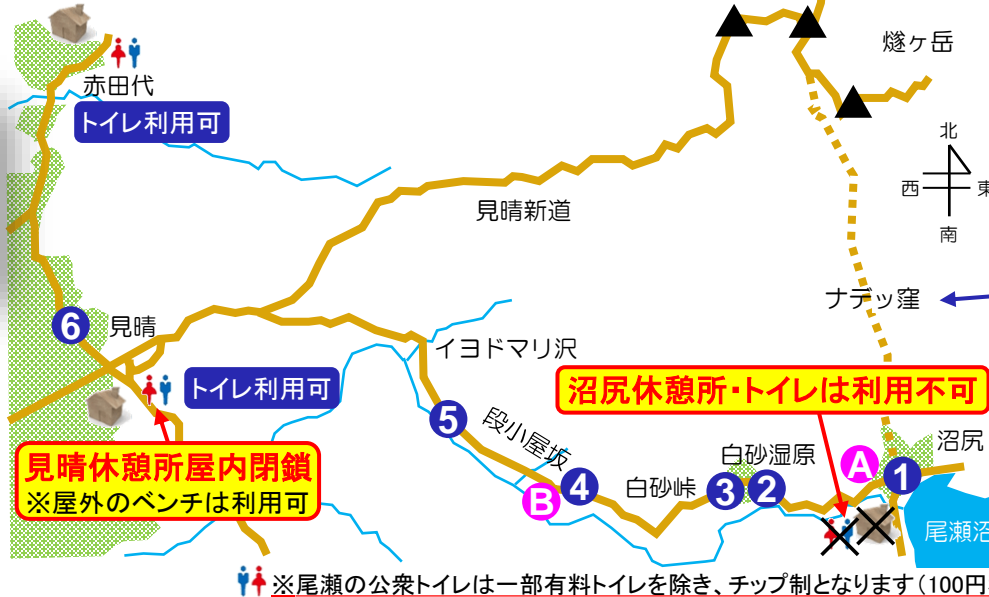 赤田代
トイレ利用可
燧ヶ岳
北
西
東
南
見晴新道
ナデッ窪
6
見晴
イヨドマリ沢
トイレ利用可
沼尻休憩所・トイレは利用不可
5
段小屋坂
白砂湿原
沼尻
A
1
見晴休憩所屋内閉鎖
※屋外のベンチは利用可
B
4
白砂峠
3
2
尾瀬沼
※尾瀬の公衆トイレは一部有料トイレを除き、チップ制となります(100円